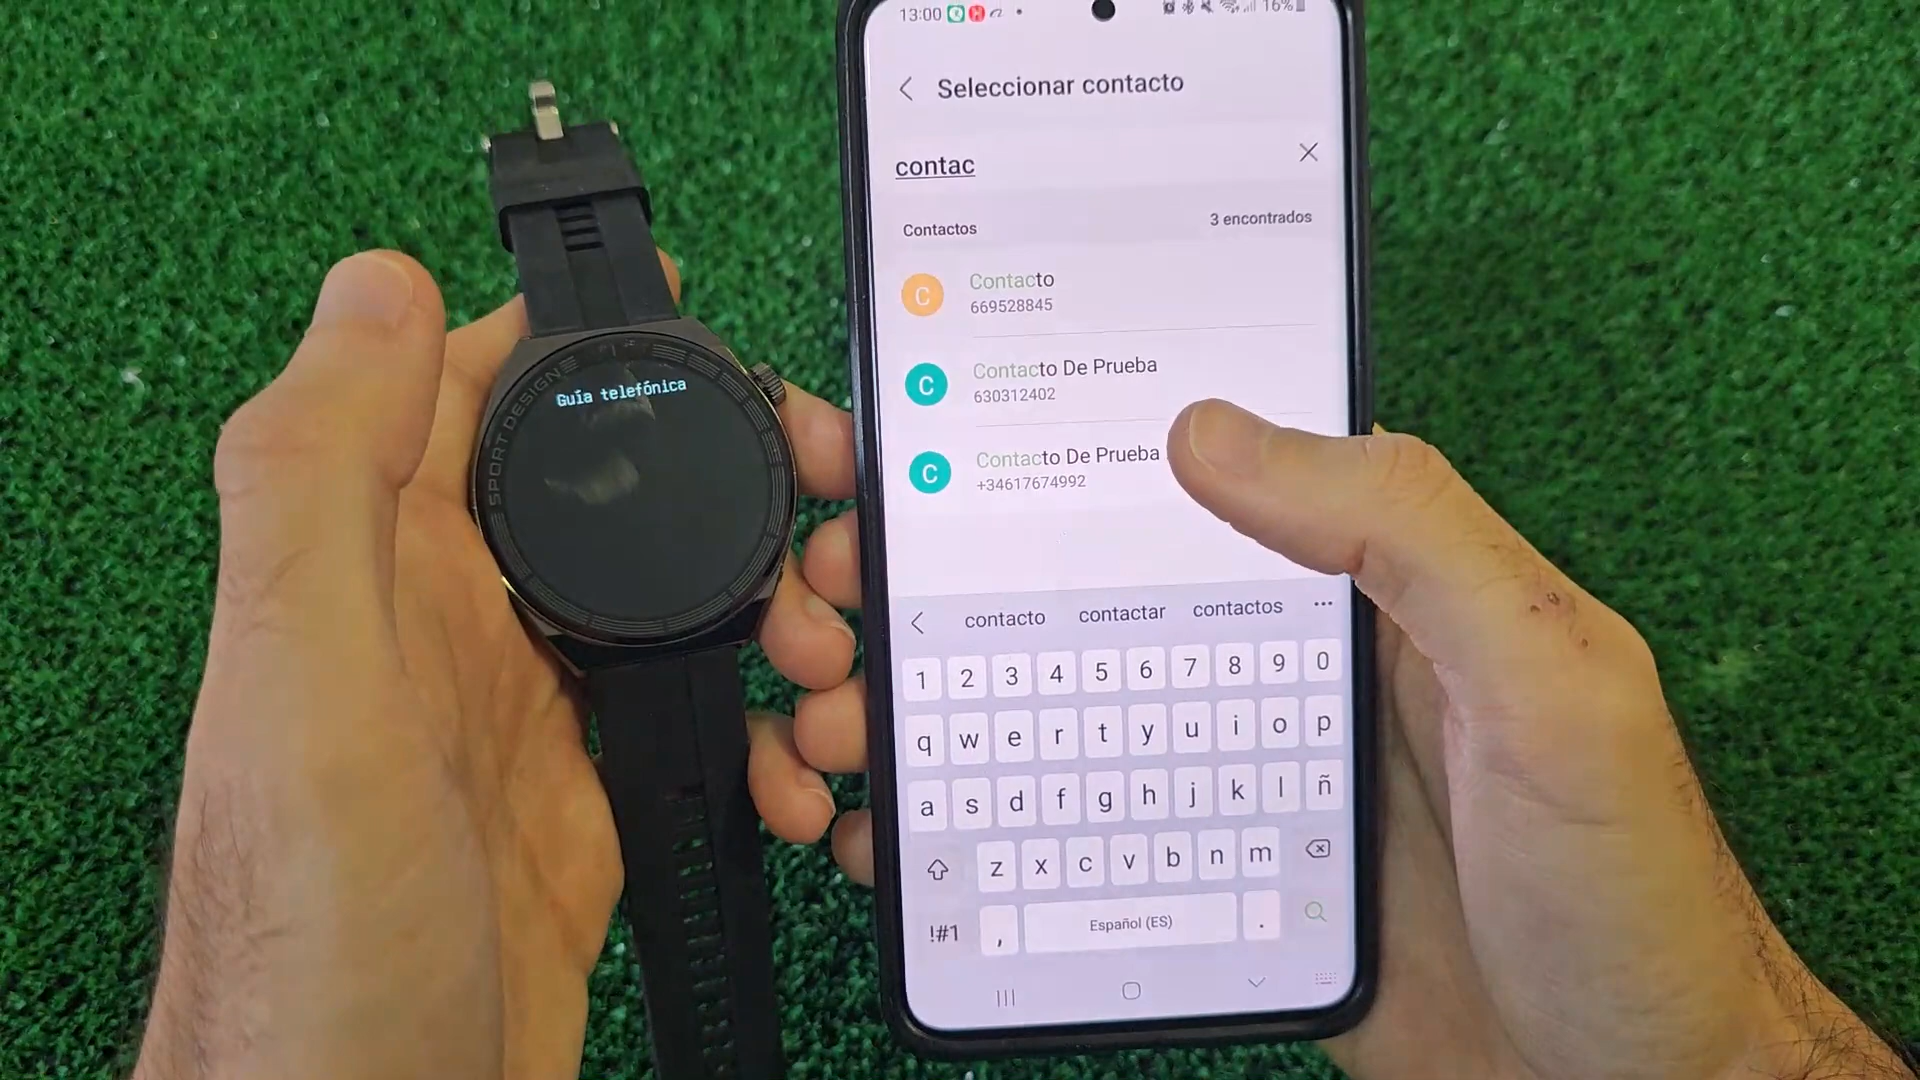 13:00
16%
Seleccionar contacto
contac
Contactos
3 encontrados
C
Contacto
669528845
C
Contacto De Prueba
630312402
C
Contacto De Prueba
+34617674992
contacto contactar contactos
1 2 3 4 5 6 7 8 9 0
q w e r t y u i o p
a s d f g h j k l ñ
z x c v b n m
!#1 , Español (ES) .
SPORT DESIGN
Guía telefónica